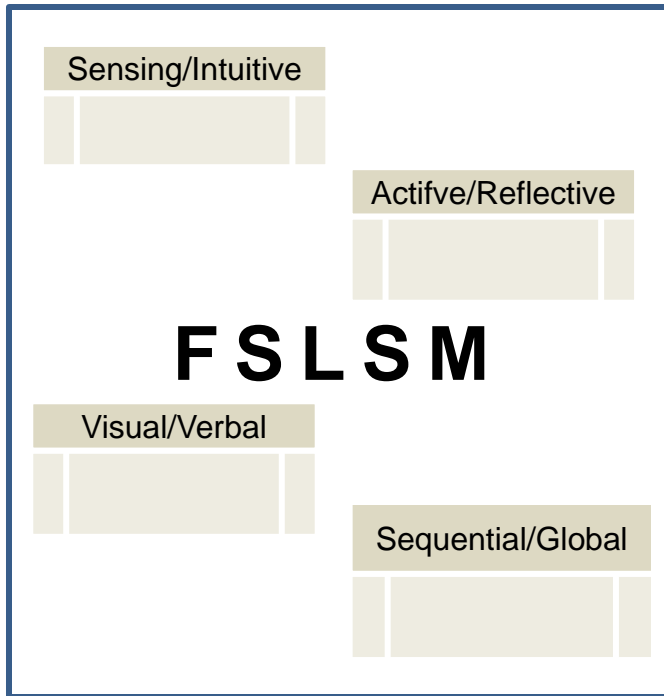 Sensing/Intuitive
Actifve/Reflective
F S L S M
Visual/Verbal
Sequential/Global